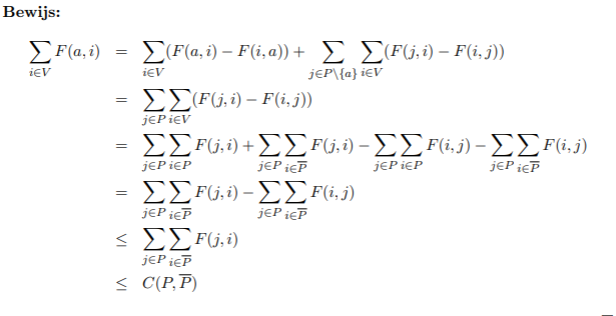 Bewijs:
∑_{i∈V} F(a, i) = ∑_{i∈V} (F(a, i) − F(i, a)) + ∑_{j∈P\{a}} ∑_{i∈V} (F(j, i) − F(i, j))
= ∑_{j∈P} ∑_{i∈V} (F(j, i) − F(i, j))
= ∑_{j∈P} ∑_{i∈P} F(j, i) + ∑_{j∈P} ∑_{i∈P̅} F(j, i) − ∑_{j∈P} ∑_{i∈P} F(i, j) − ∑_{j∈P} ∑_{i∈P̅} F(i, j)
= ∑_{j∈P} ∑_{i∈P̅} F(j, i) − ∑_{j∈P} ∑_{i∈P̅} F(i, j)
≤ ∑_{j∈P} ∑_{i∈P̅} F(j, i)
≤ C(P, P̅)